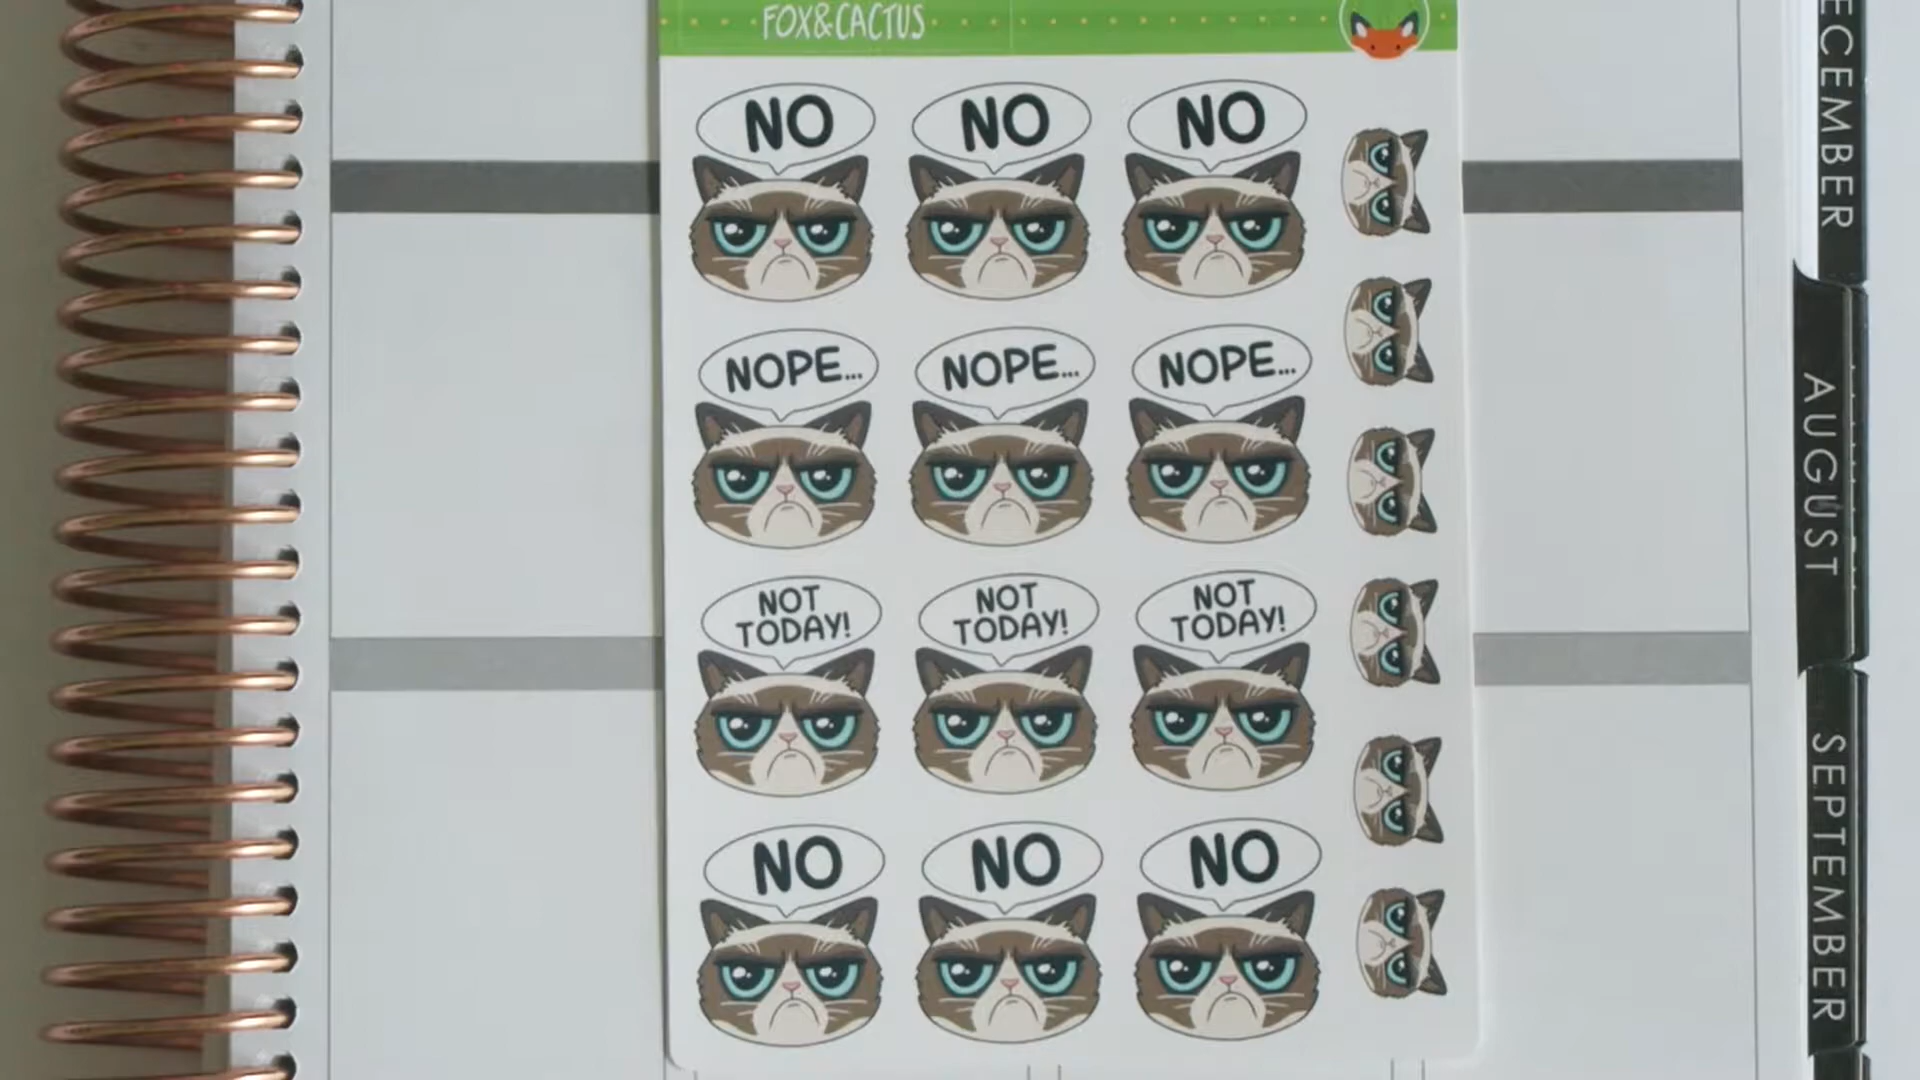 FOX&CACTUS
NO NO NO
NOPE... NOPE... NOPE...
NOT TODAY! NOT TODAY! NOT TODAY!
NO NO NO
ECEMBER
AUGUST
SEPTEMBER